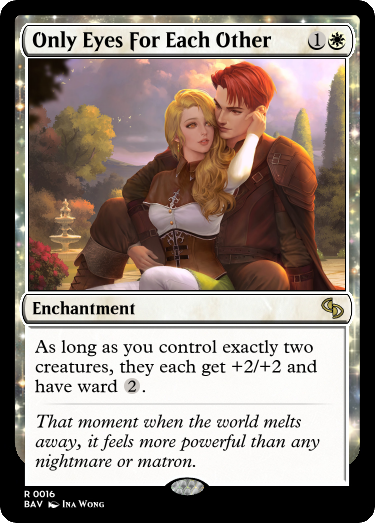 Only Eyes For Each Other 1
Enchantment
As long as you control exactly two
creatures, they each get +2/+2 and
have ward 2.
That moment when the world melts
away, it feels more powerful than any
nightmare or matron.
R 0016
BAV Ina Wong